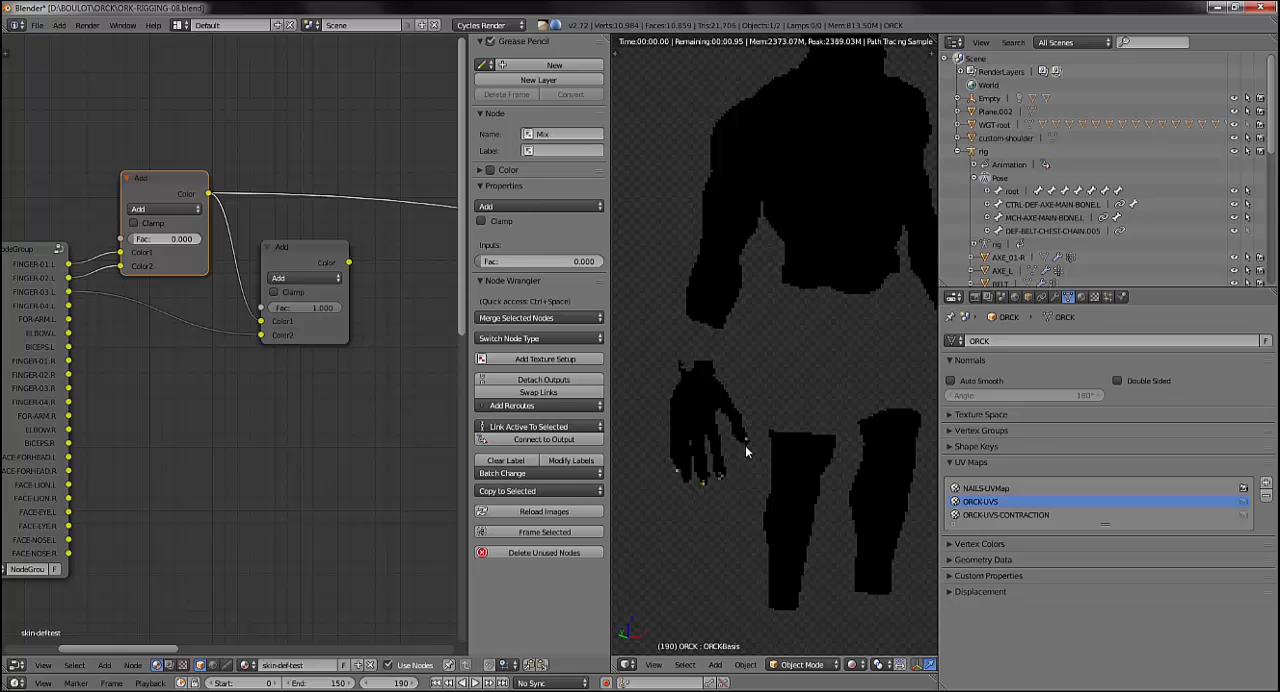 Blender* [D:\BOULOT\ORCK\ORK-RIGGING-08.blend]
File Add Render Window Help Default Scene 3 Cycles Render v2.72 | Verts:10,984 | Faces:10,859 | Tris:21,706 | Objects:1/2 | Lamps:0/0 | Mem:813.50M | ORCK
Grease Pencil
New
New Layer
Delete Frame Convert
Node
Name: Mix
Label:
Color
Properties
Add
Clamp
Inputs:
Fac: 0.000
Node Wrangler
(Quick access: Ctrl+Space)
Merge Selected Nodes
Switch Node Type
Add Texture Setup
Detach Outputs
Swap Links
Add Reroutes
Link Active To Selected
Connect to Output
Clear Label Modify Labels
Batch Change
Copy to Selected
Reload Images
Frame Selected
Delete Unused Nodes
Add
Color
Add
Clamp
Fac: 0.000
Color1
Color2
Add
Color
Add
Clamp
Fac: 1.000
Color1
Color2
odeGroup
FINGER-01.L
FINGER-02.L
FINGER-03.L
FINGER-04.L
FOR-ARM.L
ELBOW.L
BICEPS.L
FINGER-01.R
FINGER-02.R
FINGER-03.R
FINGER-04.R
FOR-ARM.R
ELBOW.R
BICEPS.R
ACE-FORHEAD.L
ACE-FORHEAD.R
FACE-LION.L
FACE-LION.R
FACE-EYE.L
FACE-EYE.R
FACE-NOSE.L
FACE-NOSE.R
NodeGrou F
skin-deftest
View Select Add Node skin-deftest F Use Nodes
Time:00:00.00 | Remaining:00:00.95 | Mem:2373.07M, Peak:2389.03M | Path Tracing Sample
(190) ORCK : ORCKBasis
View Select Add Object Object Mode
View Search All Scenes
Scene
RenderLayers
World
Empty
Plane.002
WGT-root
custom-shoulder
rig
Animation
Pose
root
CTRL-DEF-AXE-MAIN-BONE.L
MCH-AXE-MAIN-BONE.L
DEF-BELT-CHEST-CHAIN.005
rig
AXE_01-R
AXE_L
BELT
ORCK ORCK
ORCK F
Normals
Auto Smooth Double Sided
Angle: 180°
Texture Space
Vertex Groups
Shape Keys
UV Maps
NAILS-UVMap
ORCK-UVS
ORCK-UVS-CONTRACTION
Vertex Colors
Geometry Data
Custom Properties
Displacement
View Marker Frame Playback Start: 0 End: 150 190 No Sync